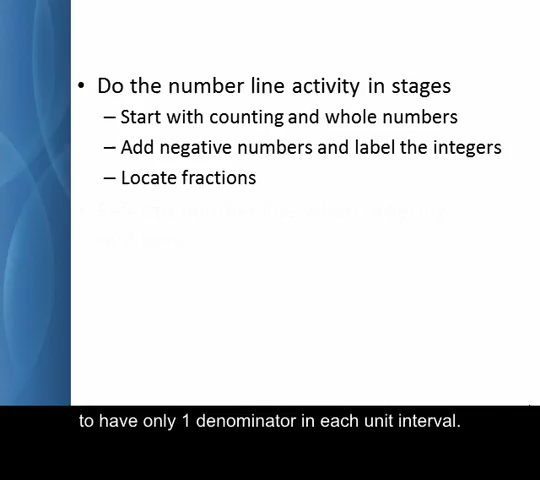 • Do the number line activity in stages
– Start with counting and whole numbers
– Add negative numbers and label the integers
– Locate fractions
to have only 1 denominator in each unit interval.